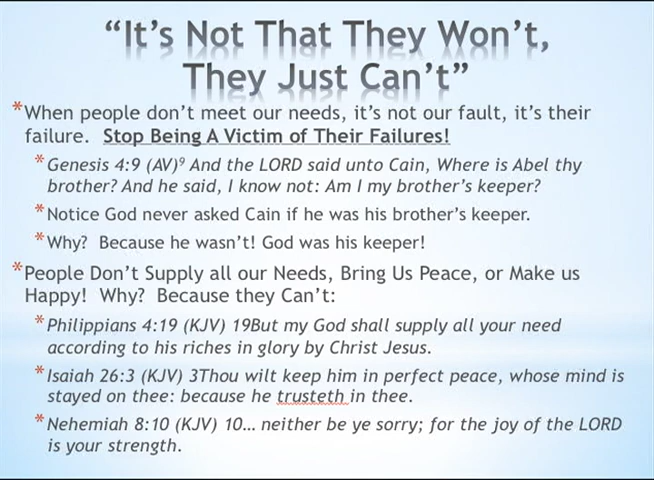 “It’s Not That They Won’t,
They Just Can’t”
*When people don’t meet our needs, it’s not our fault, it’s their
failure. Stop Being A Victim of Their Failures!
*Genesis 4:9 (AV)⁹ And the LORD said unto Cain, Where is Abel thy
brother? And he said, I know not: Am I my brother’s keeper?
*Notice God never asked Cain if he was his brother’s keeper.
*Why? Because he wasn’t! God was his keeper!
*People Don’t Supply all our Needs, Bring Us Peace, or Make us
Happy! Why? Because they Can’t:
*Philippians 4:19 (KJV) 19But my God shall supply all your need
according to his riches in glory by Christ Jesus.
*Isaiah 26:3 (KJV) 3Thou wilt keep him in perfect peace, whose mind is
stayed on thee: because he trusteth in thee.
*Nehemiah 8:10 (KJV) 10… neither be ye sorry; for the joy of the LORD
is your strength.